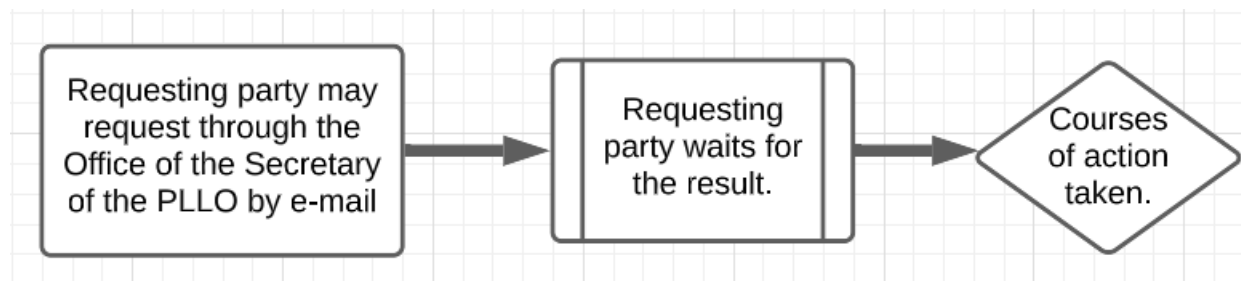 Requesting party may
request through the
Office of the Secretary
of the PLLO by e-mail
Requesting
party waits for
the result.
Courses
of action
taken.